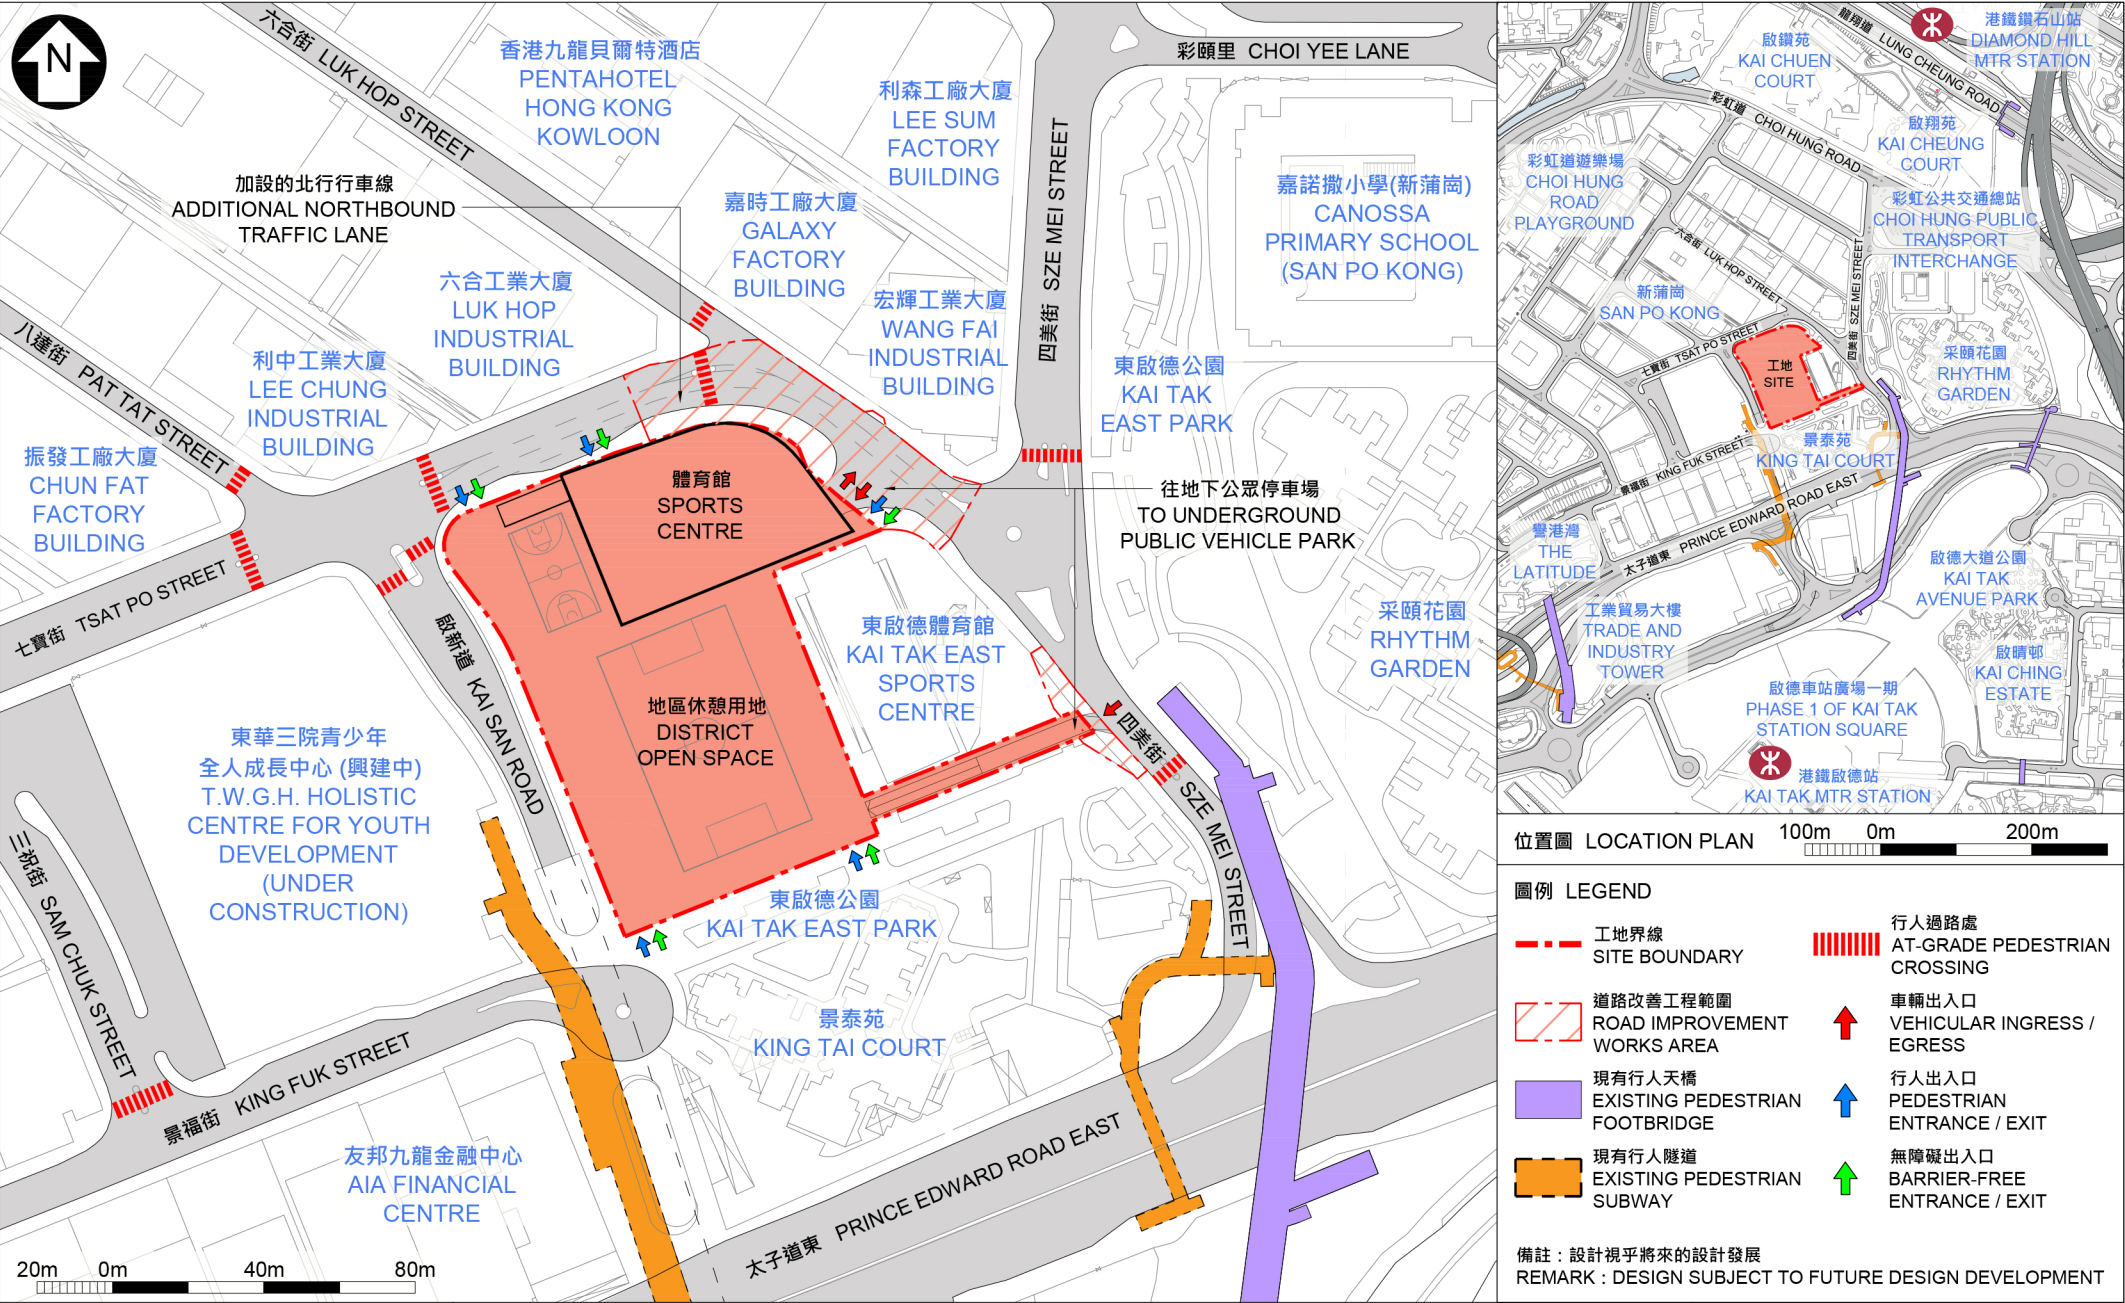 N
六合街 LUK HOP STREET
香港九龍貝爾特酒店
PENTAHOTEL
HONG KONG
KOWLOON
利森工廠大廈
LEE SUM
FACTORY
BUILDING
彩頤里 CHOI YEE LANE
四美街 SZE MEI STREET
加設的北行行車線
ADDITIONAL NORTHBOUND
TRAFFIC LANE
嘉時工廠大廈
GALAXY
FACTORY
BUILDING
嘉諾撒小學(新蒲崗)
CANOSSA
PRIMARY SCHOOL
(SAN PO KONG)
六合工業大廈
LUK HOP
INDUSTRIAL
BUILDING
宏輝工業大廈
WANG FAI
INDUSTRIAL
BUILDING
八達街 PAT TAT STREET
利中工業大廈
LEE CHUNG
INDUSTRIAL
BUILDING
東啟德公園
KAI TAK
EAST PARK
振發工廠大廈
CHUN FAT
FACTORY
BUILDING
體育館
SPORTS
CENTRE
往地下公眾停車場
TO UNDERGROUND
PUBLIC VEHICLE PARK
七寶街 TSAT PO STREET
啟新道 KAI SAN ROAD
東啟德體育館
KAI TAK EAST
SPORTS
CENTRE
采頤花園
RHYTHM
GARDEN
地區休憩用地
DISTRICT
OPEN SPACE
四美街 SZE MEI STREET
東華三院青少年
全人成長中心 (興建中)
T.W.G.H. HOLISTIC
CENTRE FOR YOUTH
DEVELOPMENT
(UNDER
CONSTRUCTION)
三祝街 SAM CHUK STREET
東啟德公園
KAI TAK EAST PARK
景泰苑
KING TAI COURT
景福街 KING FUK STREET
友邦九龍金融中心
AIA FINANCIAL
CENTRE
太子道東 PRINCE EDWARD ROAD EAST
20m 0m 40m 80m
龍翔道 LUNG CHEUNG ROAD
港鐵鑽石山站
DIAMOND HILL
MTR STATION
啟鑽苑
KAI CHUEN
COURT
彩虹道 CHOI HUNG ROAD
啟翔苑
KAI CHEUNG
COURT
彩虹道遊樂場
CHOI HUNG
ROAD
PLAYGROUND
彩虹公共交通總站
CHOI HUNG PUBLIC
TRANSPORT
INTERCHANGE
六合街 LUK HOP STREET
四美街 SZE MEI STREET
新蒲崗
SAN PO KONG
七寶街 TSAT PO STREET
工地
SITE
采頤花園
RHYTHM
GARDEN
景泰苑
KING TAI COURT
景福街 KING FUK STREET
太子道東 PRINCE EDWARD ROAD EAST
譽港灣
THE
LATITUDE
啟德大道公園
KAI TAK
AVENUE PARK
工業貿易大樓
TRADE AND
INDUSTRY
TOWER
啟晴邨
KAI CHING
ESTATE
啟德車站廣場一期
PHASE 1 OF KAI TAK
STATION SQUARE
港鐵啟德站
KAI TAK MTR STATION
位置圖 LOCATION PLAN
100m 0m 200m
圖例 LEGEND
工地界線
SITE BOUNDARY
道路改善工程範圍
ROAD IMPROVEMENT
WORKS AREA
現有行人天橋
EXISTING PEDESTRIAN
FOOTBRIDGE
現有行人隧道
EXISTING PEDESTRIAN
SUBWAY
行人過路處
AT-GRADE PEDESTRIAN
CROSSING
車輛出入口
VEHICULAR INGRESS /
EGRESS
行人出入口
PEDESTRIAN
ENTRANCE / EXIT
無障礙出入口
BARRIER-FREE
ENTRANCE / EXIT
備註：設計視乎將來的設計發展
REMARK : DESIGN SUBJECT TO FUTURE DESIGN DEVELOPMENT